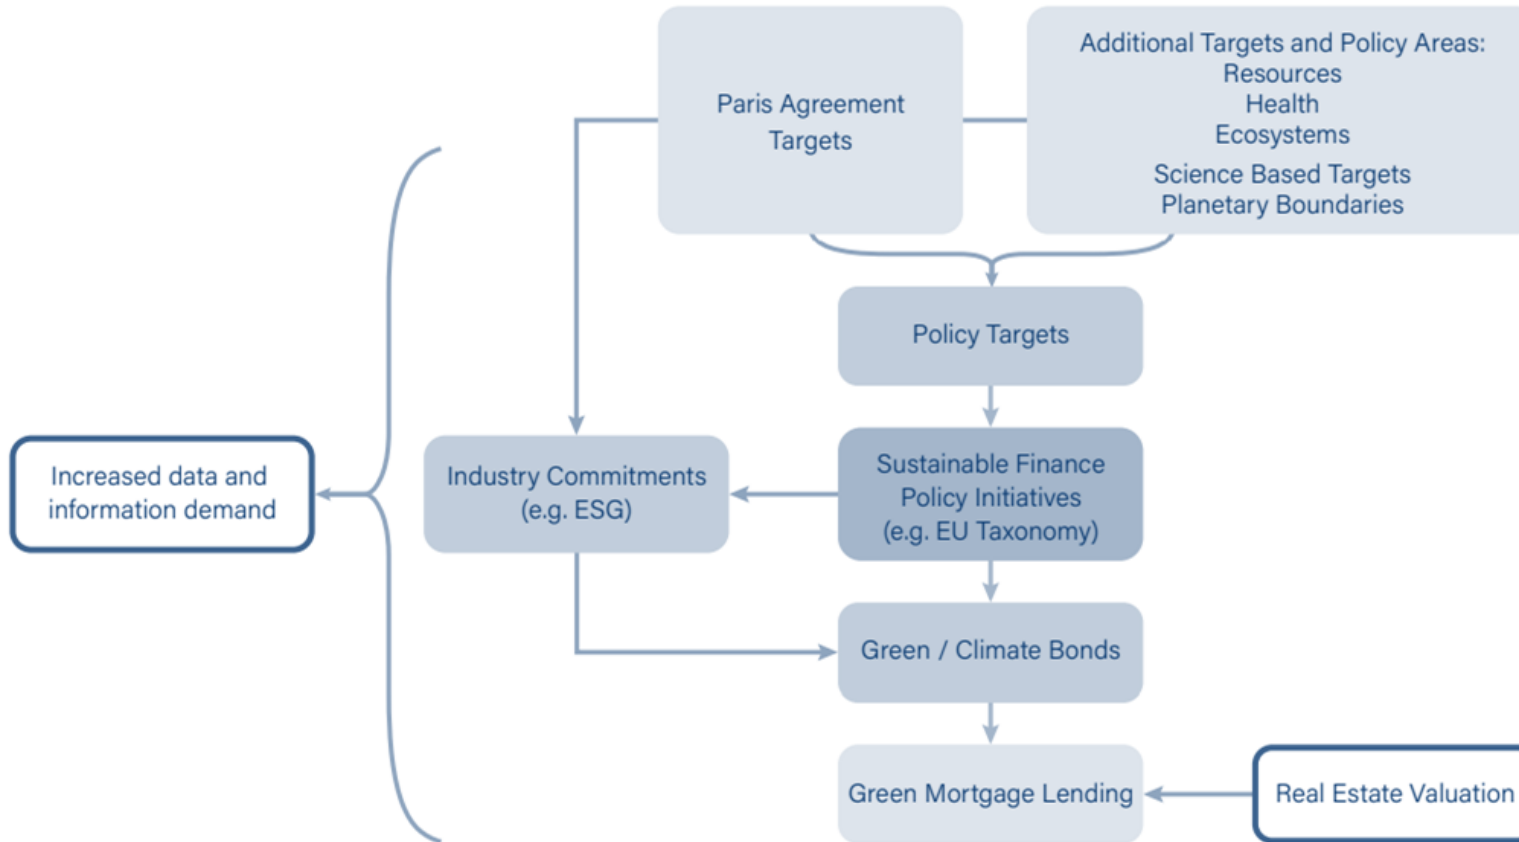 Paris Agreement
Targets
Additional Targets and Policy Areas:
Resources
Health
Ecosystems
Science Based Targets
Planetary Boundaries
Policy Targets
Increased data and
information demand
Industry Commitments
(e.g. ESG)
Sustainable Finance
Policy Initiatives
(e.g. EU Taxonomy)
Green / Climate Bonds
Green Mortgage Lending
Real Estate Valuation